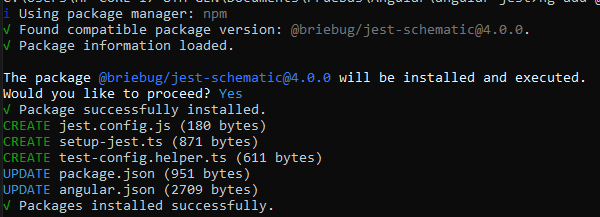 i Using package manager: npm
√ Found compatible package version: @briebug/jest-schematic@4.0.0.
√ Package information loaded.

The package @briebug/jest-schematic@4.0.0 will be installed and executed.
Would you like to proceed? Yes
√ Package successfully installed.
CREATE jest.config.js (180 bytes)
CREATE setup-jest.ts (871 bytes)
CREATE test-config.helper.ts (611 bytes)
UPDATE package.json (951 bytes)
UPDATE angular.json (2709 bytes)
√ Packages installed successfully.